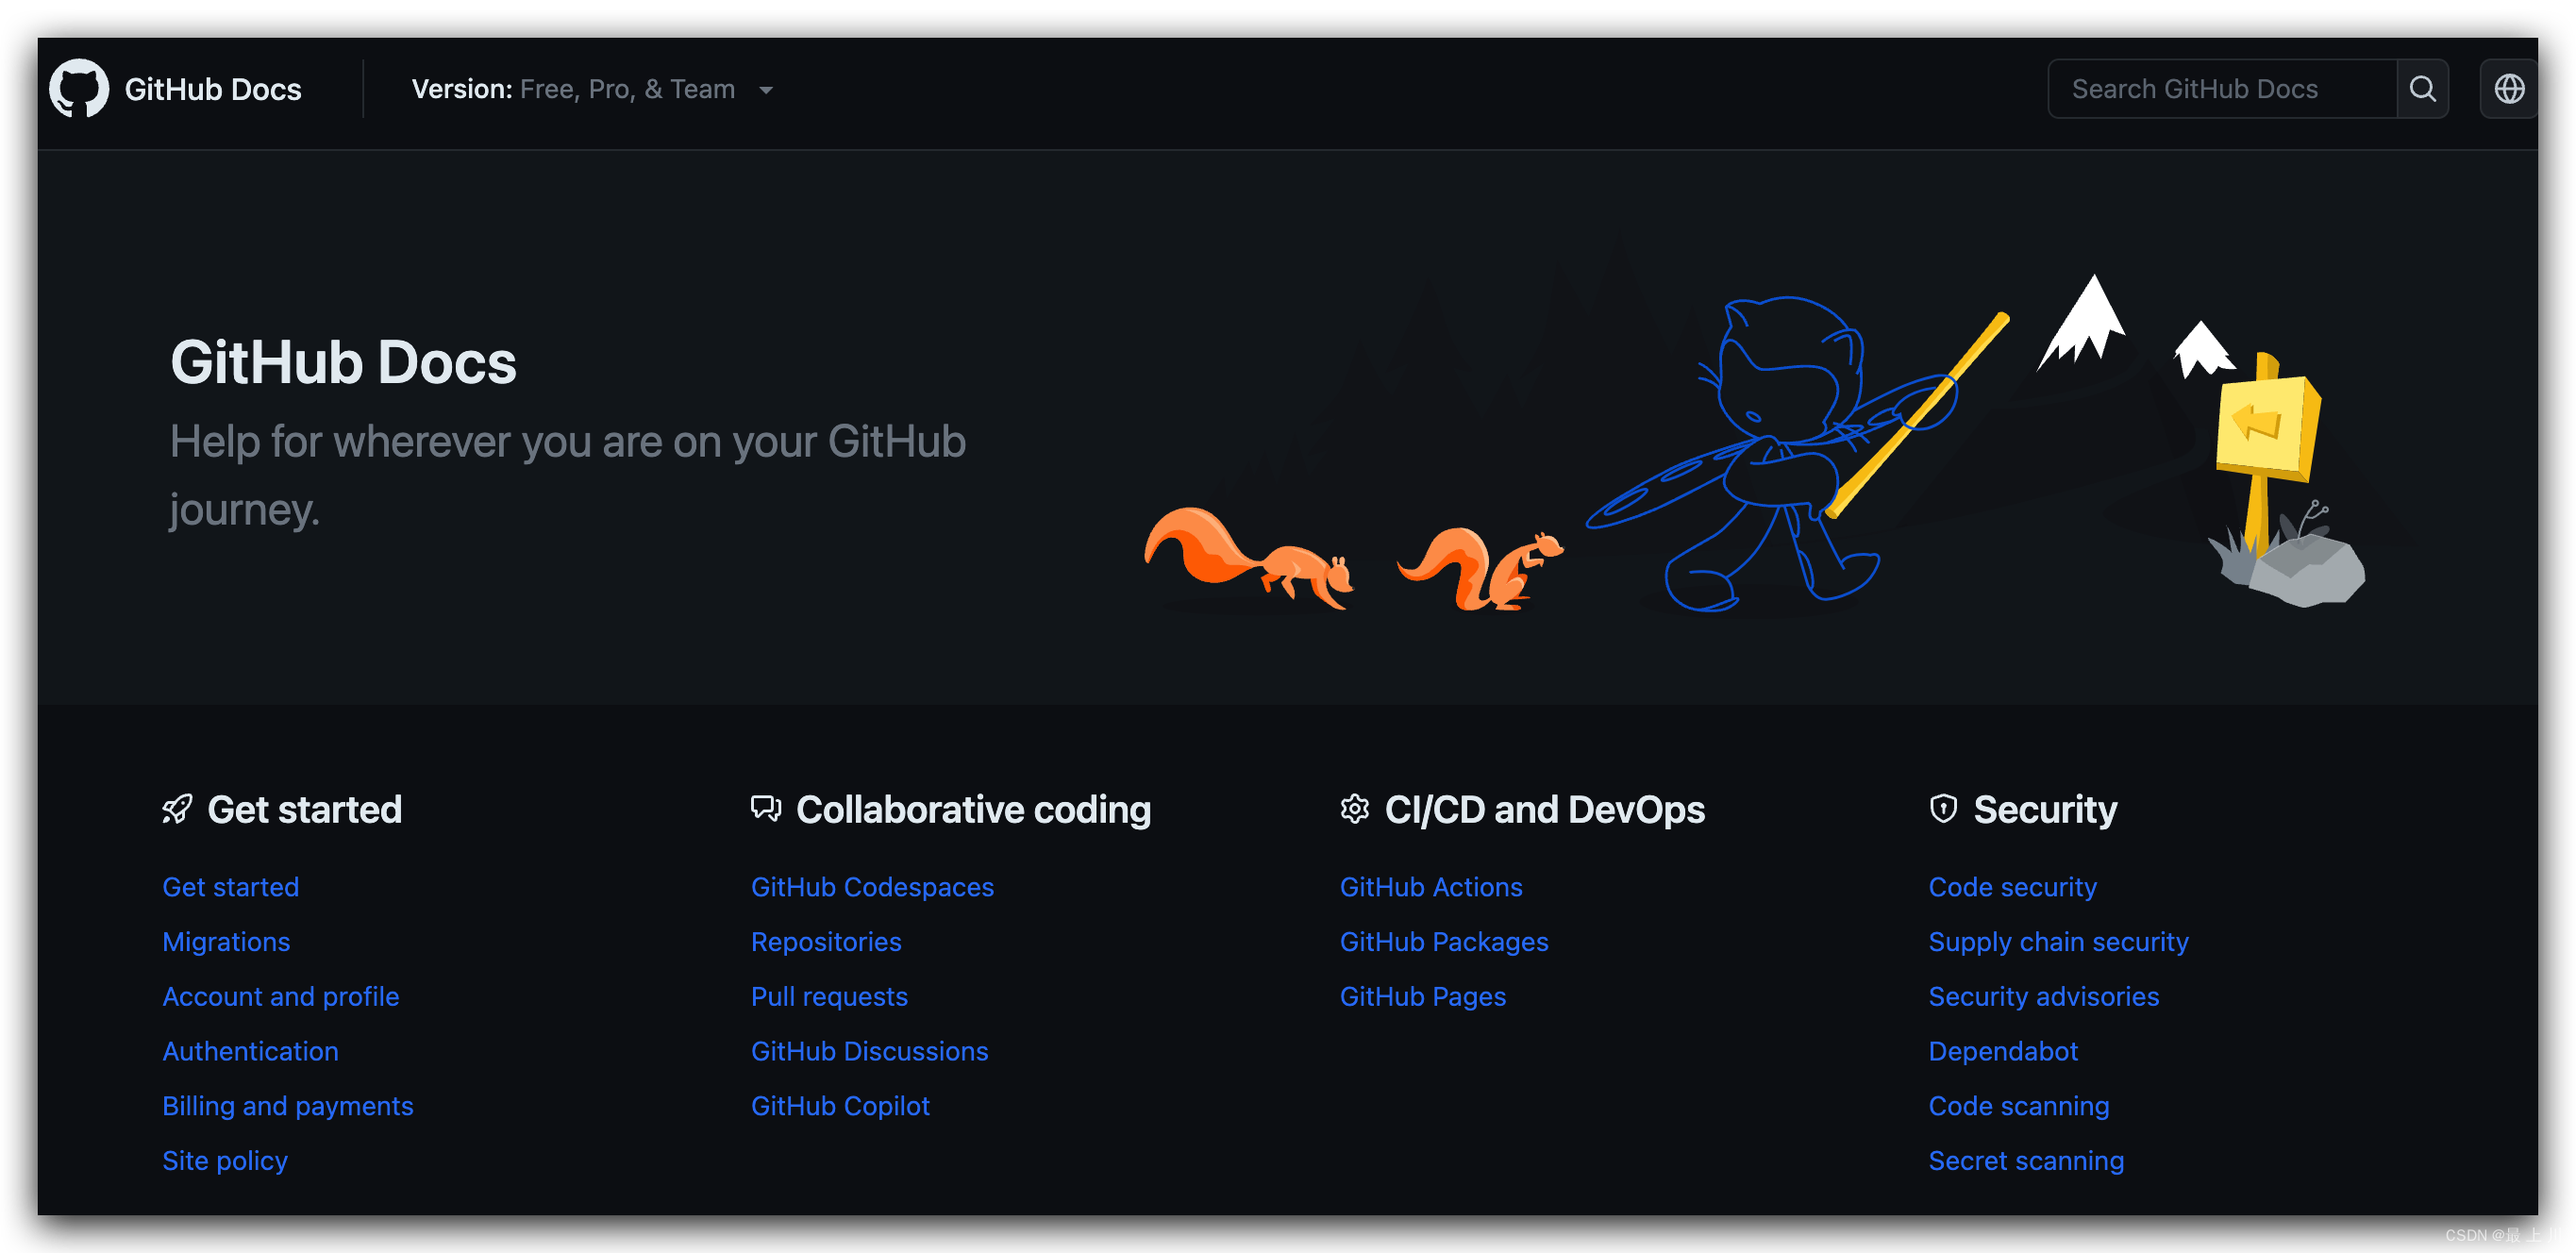 GitHub Docs
Version: Free, Pro, & Team
Search GitHub Docs
GitHub Docs
Help for wherever you are on your GitHub
journey.
Get started
Get started
Migrations
Account and profile
Authentication
Billing and payments
Site policy
Collaborative coding
GitHub Codespaces
Repositories
Pull requests
GitHub Discussions
GitHub Copilot
CI/CD and DevOps
GitHub Actions
GitHub Packages
GitHub Pages
Security
Code security
Supply chain security
Security advisories
Dependabot
Code scanning
Secret scanning
CSDN @最 上